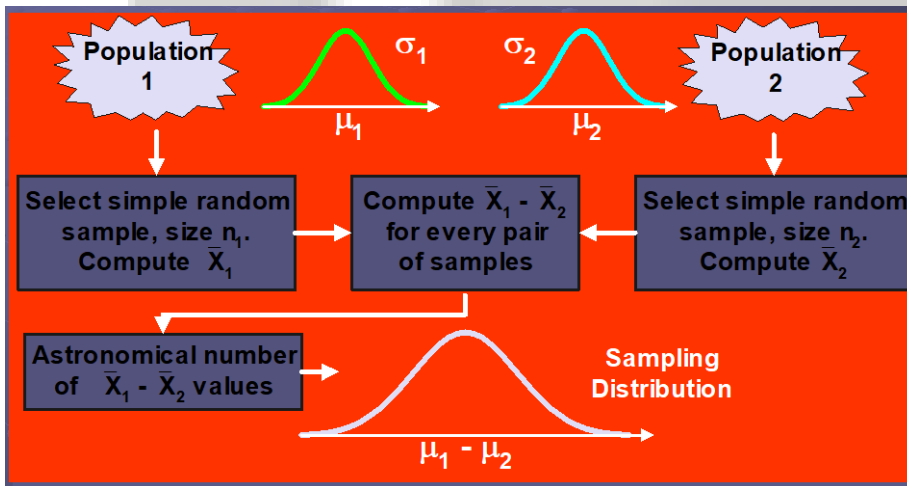 Population
1
σ₁
μ₁
σ₂
μ₂
Population
2
Select simple random
sample, size n₁.
Compute X̄₁
Compute X̄₁ - X̄₂
for every pair
of samples
Select simple random
sample, size n₂.
Compute X̄₂
Astronomical number
of X̄₁ - X̄₂ values
Sampling
Distribution
μ₁ - μ₂